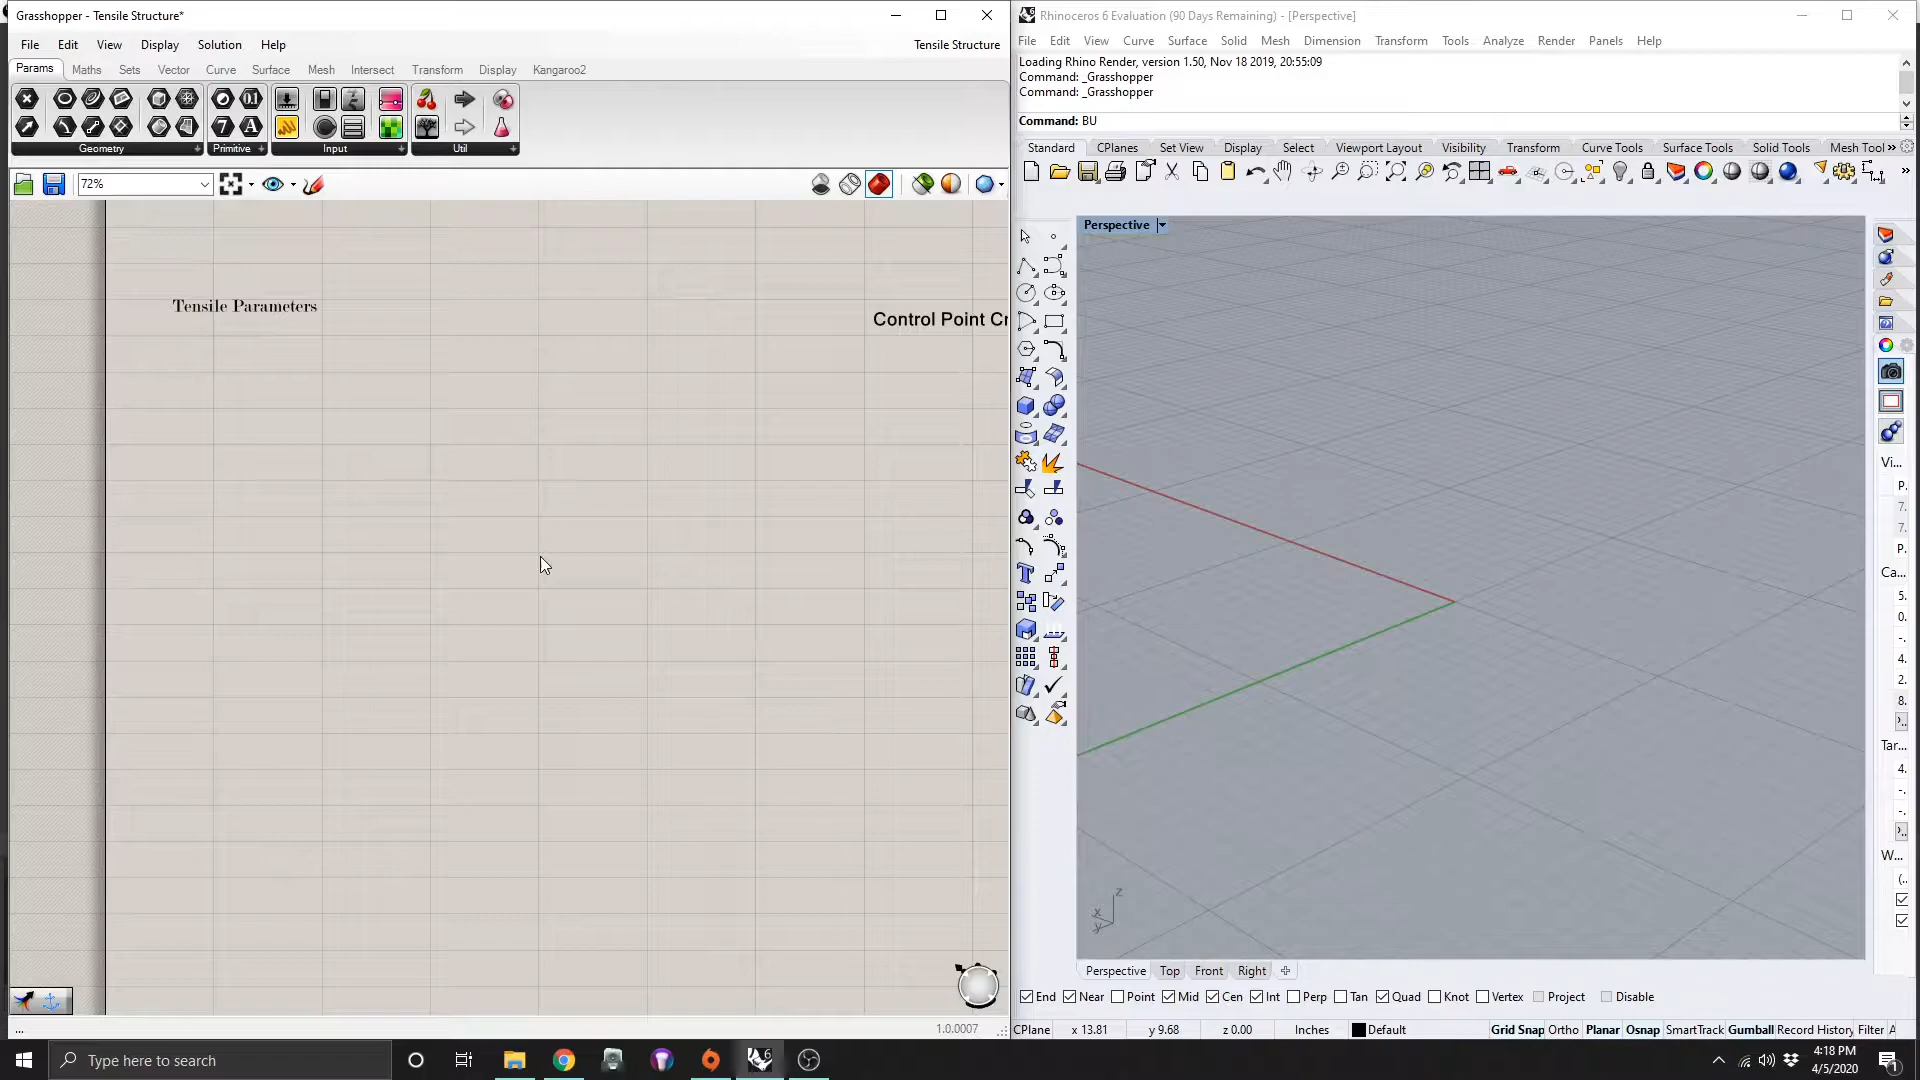 Grasshopper - Tensile Structure*
File Edit View Display Solution Help
Tensile Structure
Params Maths Sets Vector Curve Surface Mesh Intersect Transform Display Kangaroo2
Geometry Primitive Input Util
72%
Tensile Parameters
Control Point Cr
1.0.0007
...
Rhinoceros 6 Evaluation (90 Days Remaining) - [Perspective]
File Edit View Curve Surface Solid Mesh Dimension Transform Tools Analyze Render Panels Help
Loading Rhino Render, version 1.50, Nov 18 2019, 20:55:09
Command: _Grasshopper
Command: _Grasshopper
Command: BU
Standard CPlanes Set View Display Select Viewport Layout Visibility Transform Curve Tools Surface Tools Solid Tools Mesh Tool »
Perspective
Vi...
P.
7.
7.
P.
Ca...
5.
0.
-.
4.
2.
8.
Tar...
4.
-.
-.
W...
(..
z
x
y
Perspective Top Front Right
End Near Point Mid Cen Int Perp Tan Quad Knot Vertex Project Disable
CPlane x 13.81 y 9.68 z 0.00 Inches Default Grid Snap Ortho Planar Osnap SmartTrack Gumball Record History Filter A
Type here to search
4:18 PM
4/5/2020